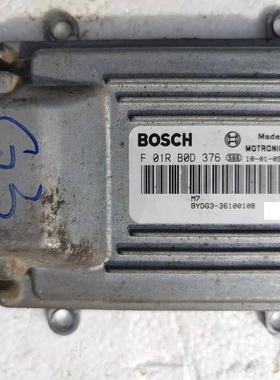 G3
BOSCH
Made
MOTRONIC
F 01R B0D 376
10-01-05
M7
BYDG3-3610010B